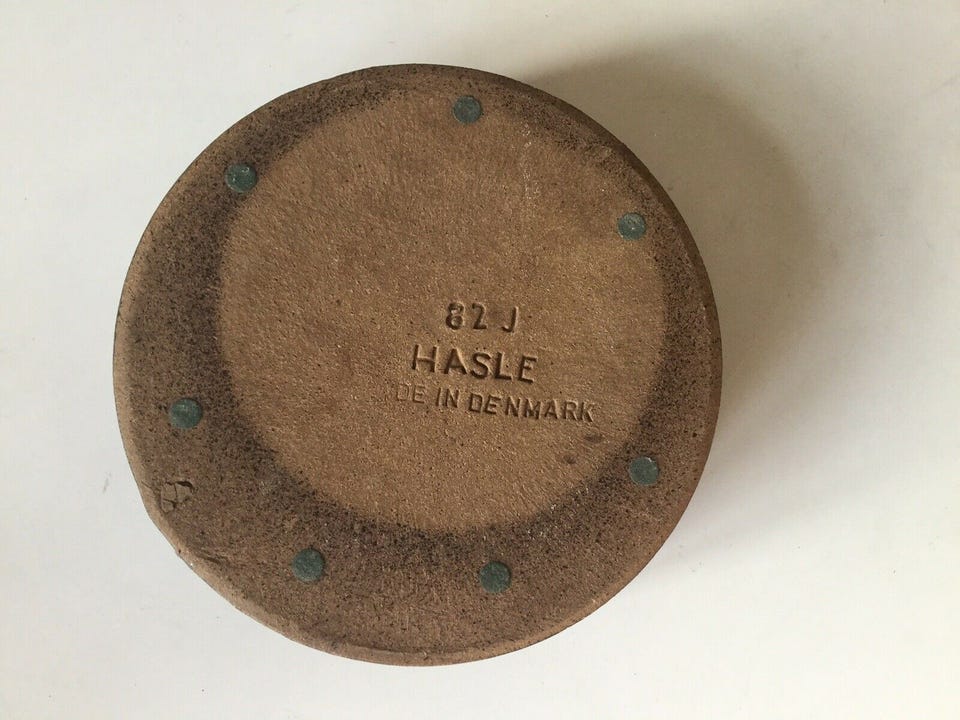 82 J
HASLE
DE IN DENMARK